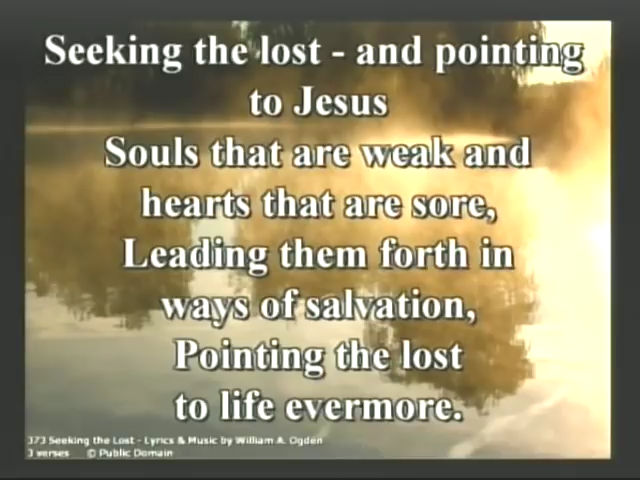 Seeking the lost - and pointing
to Jesus
Souls that are weak and
hearts that are sore,
Leading them forth in
ways of salvation,
Pointing the lost
to life evermore.
373 Seeking the Lost - Lyrics & Music by William A. Ogden
3 verses © Public Domain